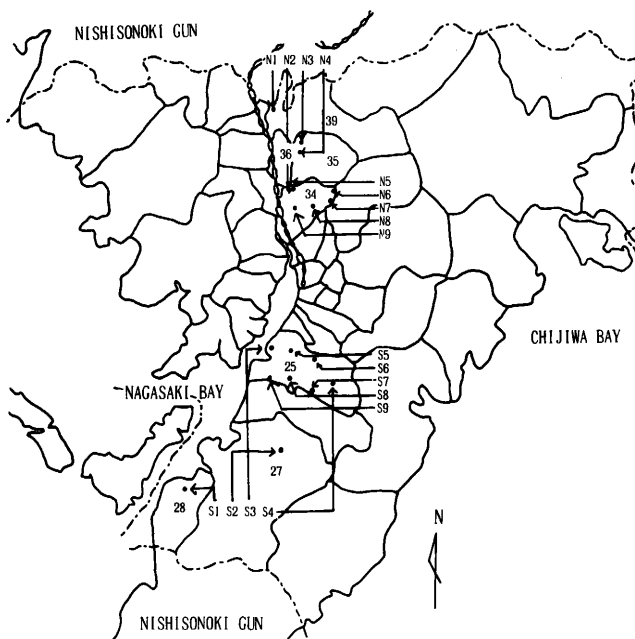 NISHISONOKI GUN
N1 N2 N3 N4
39
36 35
N5
34 N6
N7
N8
N9
CHIJIWA BAY
S5
25 S6
S7
NAGASAKI BAY S8
S9
27
28 S1 S2 S3 S4
N
NISHISONOKI GUN